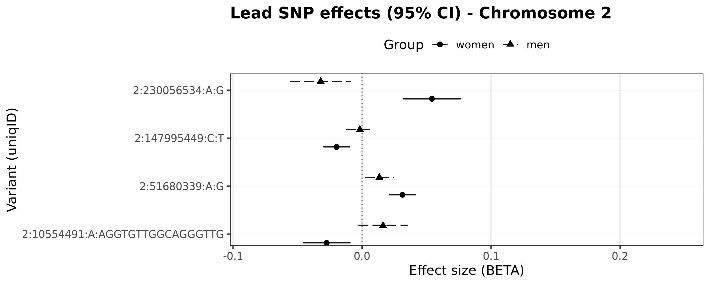 Lead SNP effects (95% CI) - Chromosome 2
Group women men
Variant (uniqID)
2:230056534:A:G
2:147995449:C:T
2:51680339:A:G
2:10554491:A:AGGTGTTGGCAGGGTTG
-0.1 0.0 0.1 0.2
Effect size (BETA)